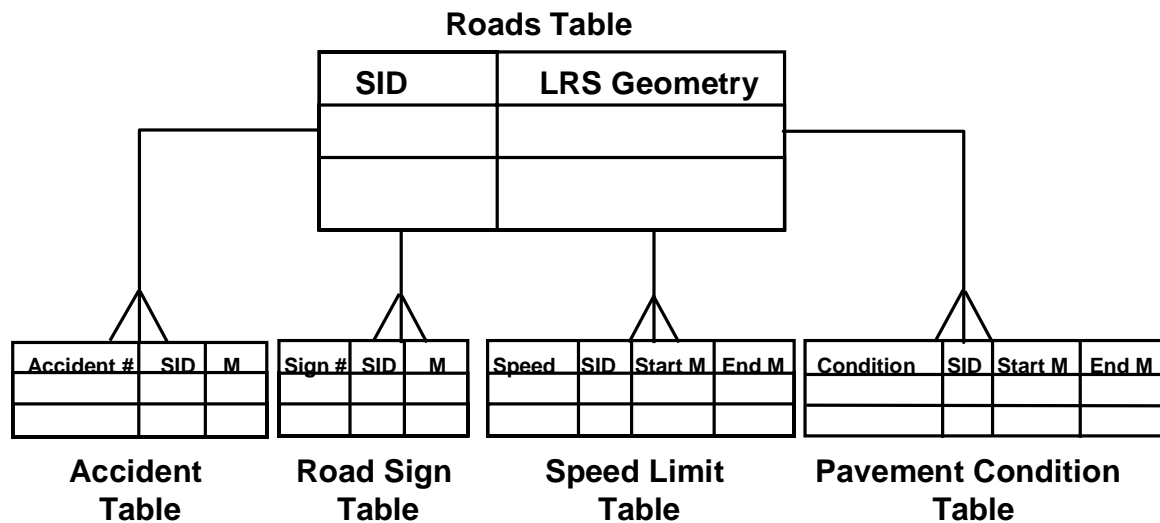 Roads Table
SID LRS Geometry
Accident # SID M
Sign # SID M
Speed SID Start M End M
Condition SID Start M End M
Accident
Table
Road Sign
Table
Speed Limit
Table
Pavement Condition
Table